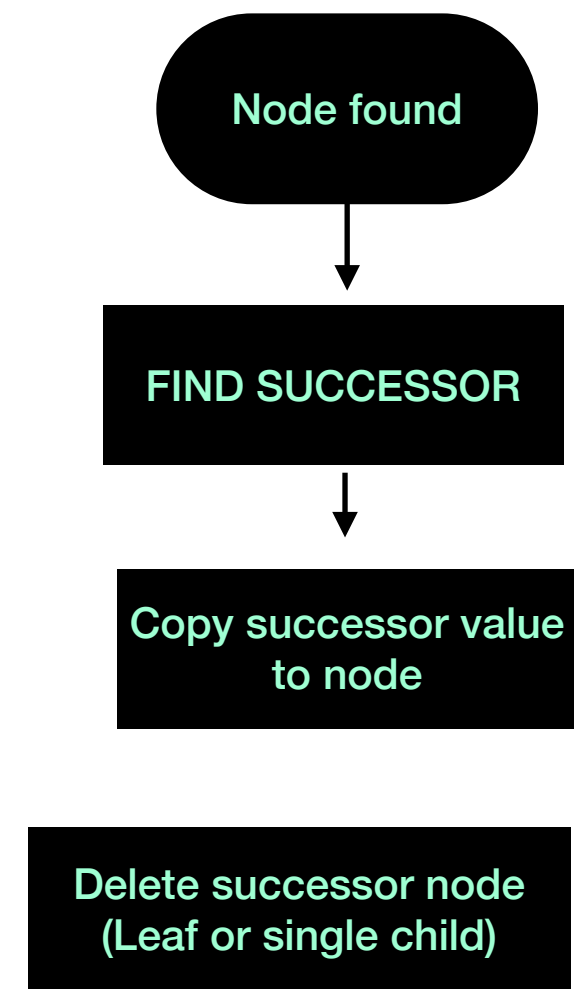 Node found
FIND SUCCESSOR
Copy successor value
to node
Delete successor node
(Leaf or single child)